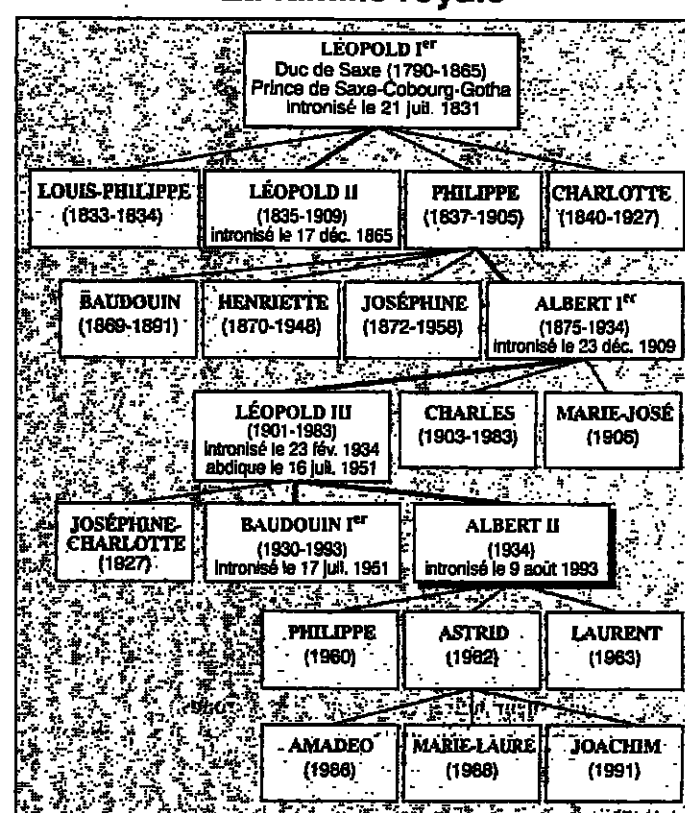 LÉOPOLD Ier
Duc de Saxe (1790-1865)
Prince de Saxe-Cobourg-Gotha
intronisé le 21 juil. 1831
LOUIS-PHILIPPE
(1833-1834)
LÉOPOLD II
(1835-1909)
intronisé le 17 déc. 1865
PHILIPPE
(1837-1905)
CHARLOTTE
(1840-1927)
BAUDOUIN
(1869-1891)
HENRIETTE
(1870-1948)
JOSÉPHINE
(1872-1958)
ALBERT Ier
(1875-1934)
intronisé le 23 déc. 1909
LÉOPOLD III
(1901-1983)
intronisé le 23 fév. 1934
abdique le 16 juil. 1951
CHARLES
(1903-1983)
MARIE-JOSÉ
(1906)
JOSÉPHINE-
CHARLOTTE
(1927)
BAUDOUIN Ier
(1930-1993)
intronisé le 17 juil. 1951
ALBERT II
(1934)
intronisé le 9 août 1993
PHILIPPE
(1960)
ASTRID
(1962)
LAURENT
(1963)
AMADEO
(1986)
MARIE-LAURE
(1988)
JOACHIM
(1991)